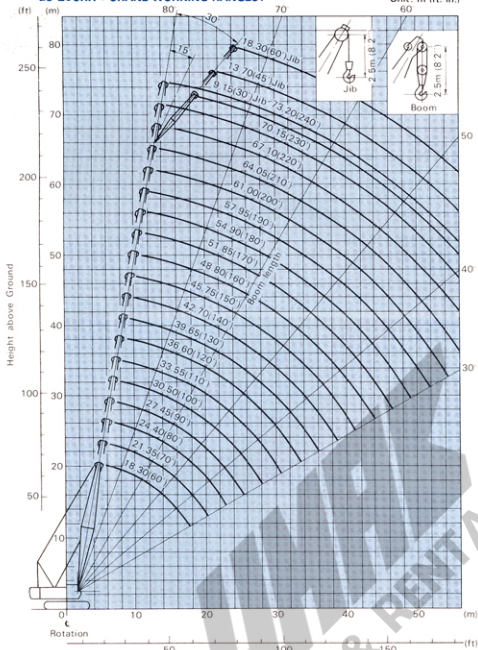 (ft) (m) 80° 70° 60°
30°
15°
18.30(60')Jib
13.70(45')Jib
9.15(30')Jib 73.20(240')
70.15(230')
67.10(220')
64.05(210')
61.00(200')
57.95(190')
54.90(180')
51.85(170')
48.80(160')
45.75(150')
42.70(140')
39.65(130')
36.60(120')
33.55(110')
30.50(100')
27.45(90')
24.40(80')
21.35(70')
18.30(60')
Boom length
2.5m (8.2')
Jib
2.5m (8.2')
Boom
50°
40°
30°
80
70
60
50
40
30
20
10
250
200
150
100
50
Height above Ground
0 10 20 30 40 50 (m)
Rotation
50 100 150 (ft)
& RENTA